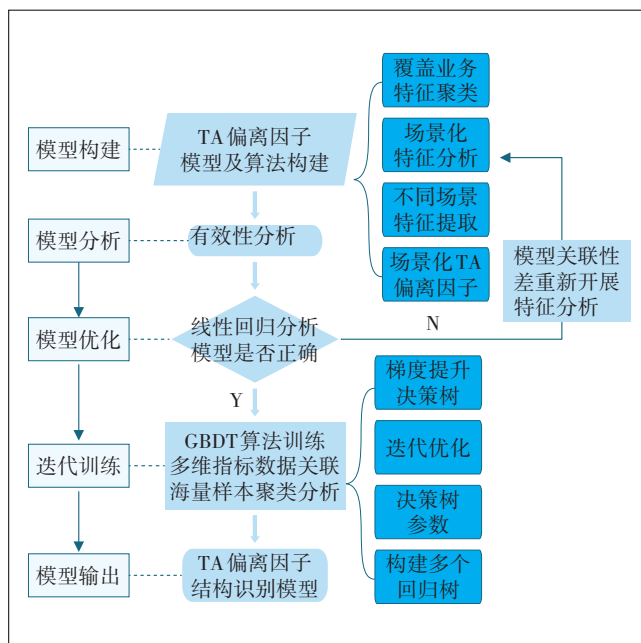 模型构建
模型分析
模型优化
迭代训练
模型输出
TA偏离因子
模型及算法构建
有效性分析
线性回归分析
模型是否正确
N
Y
GBDT算法训练
多维指标数据关联
海量样本聚类分析
TA偏离因子
结构识别模型
覆盖业务
特征聚类
场景化
特征分析
不同场景
特征提取
场景化TA
偏离因子
模型关联性
差重新开展
特征分析
梯度提升
决策树
迭代优化
决策树
参数
构建多个
回归树